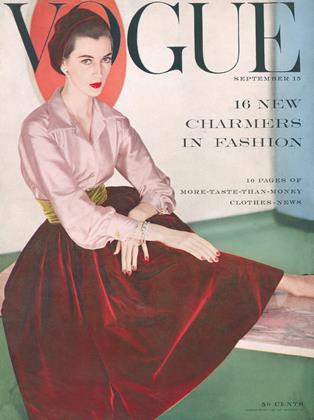 VOGUE
SEPTEMBER 15
16 NEW
CHARMERS
IN FASHION
10 PAGES OF
MORE-TASTE-THAN-MONEY
CLOTHES-NEWS
50 CENTS